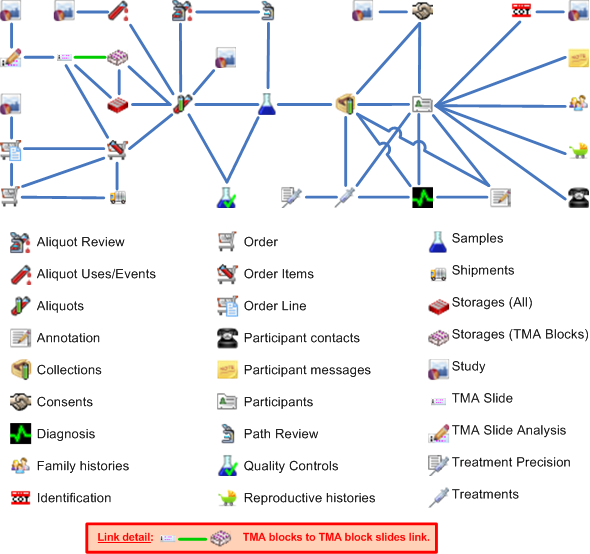 Aliquot Review
Order
Samples
Aliquot Uses/Events
Order Items
Shipments
Aliquots
Order Line
Storages (All)
Annotation
Participant contacts
Storages (TMA Blocks)
Collections
Participant messages
Study
Consents
Participants
TMA Slide
Diagnosis
Path Review
TMA Slide Analysis
Family histories
Quality Controls
Treatment Precision
Identification
Reproductive histories
Treatments
Link detail: TMA blocks to TMA block slides link.